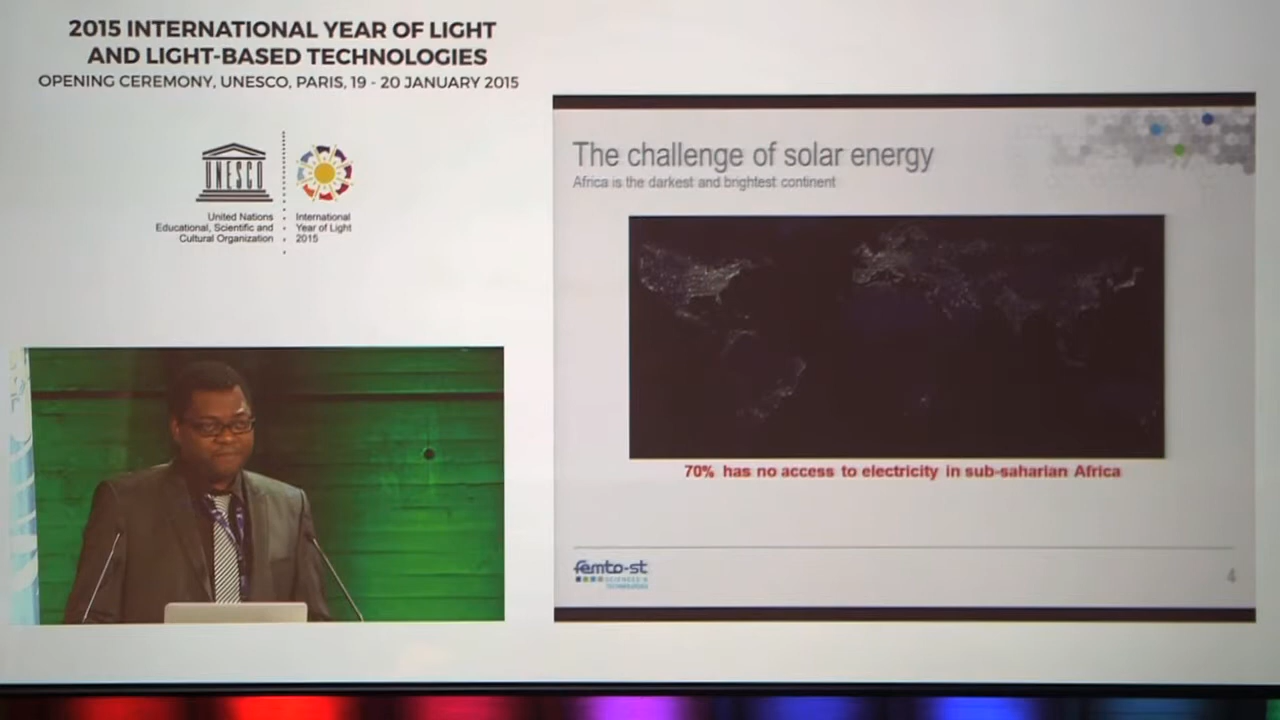 2015 INTERNATIONAL YEAR OF LIGHT
AND LIGHT-BASED TECHNOLOGIES
OPENING CEREMONY, UNESCO, PARIS, 19 - 20 JANUARY 2015
UNESCO
United Nations
Educational, Scientific and
Cultural Organization
International
Year of Light
2015
The challenge of solar energy
Africa is the darkest and brightest continent
70% has no access to electricity in sub-saharian Africa
femto-st
SCIENCES &
TECHNOLOGIES
4